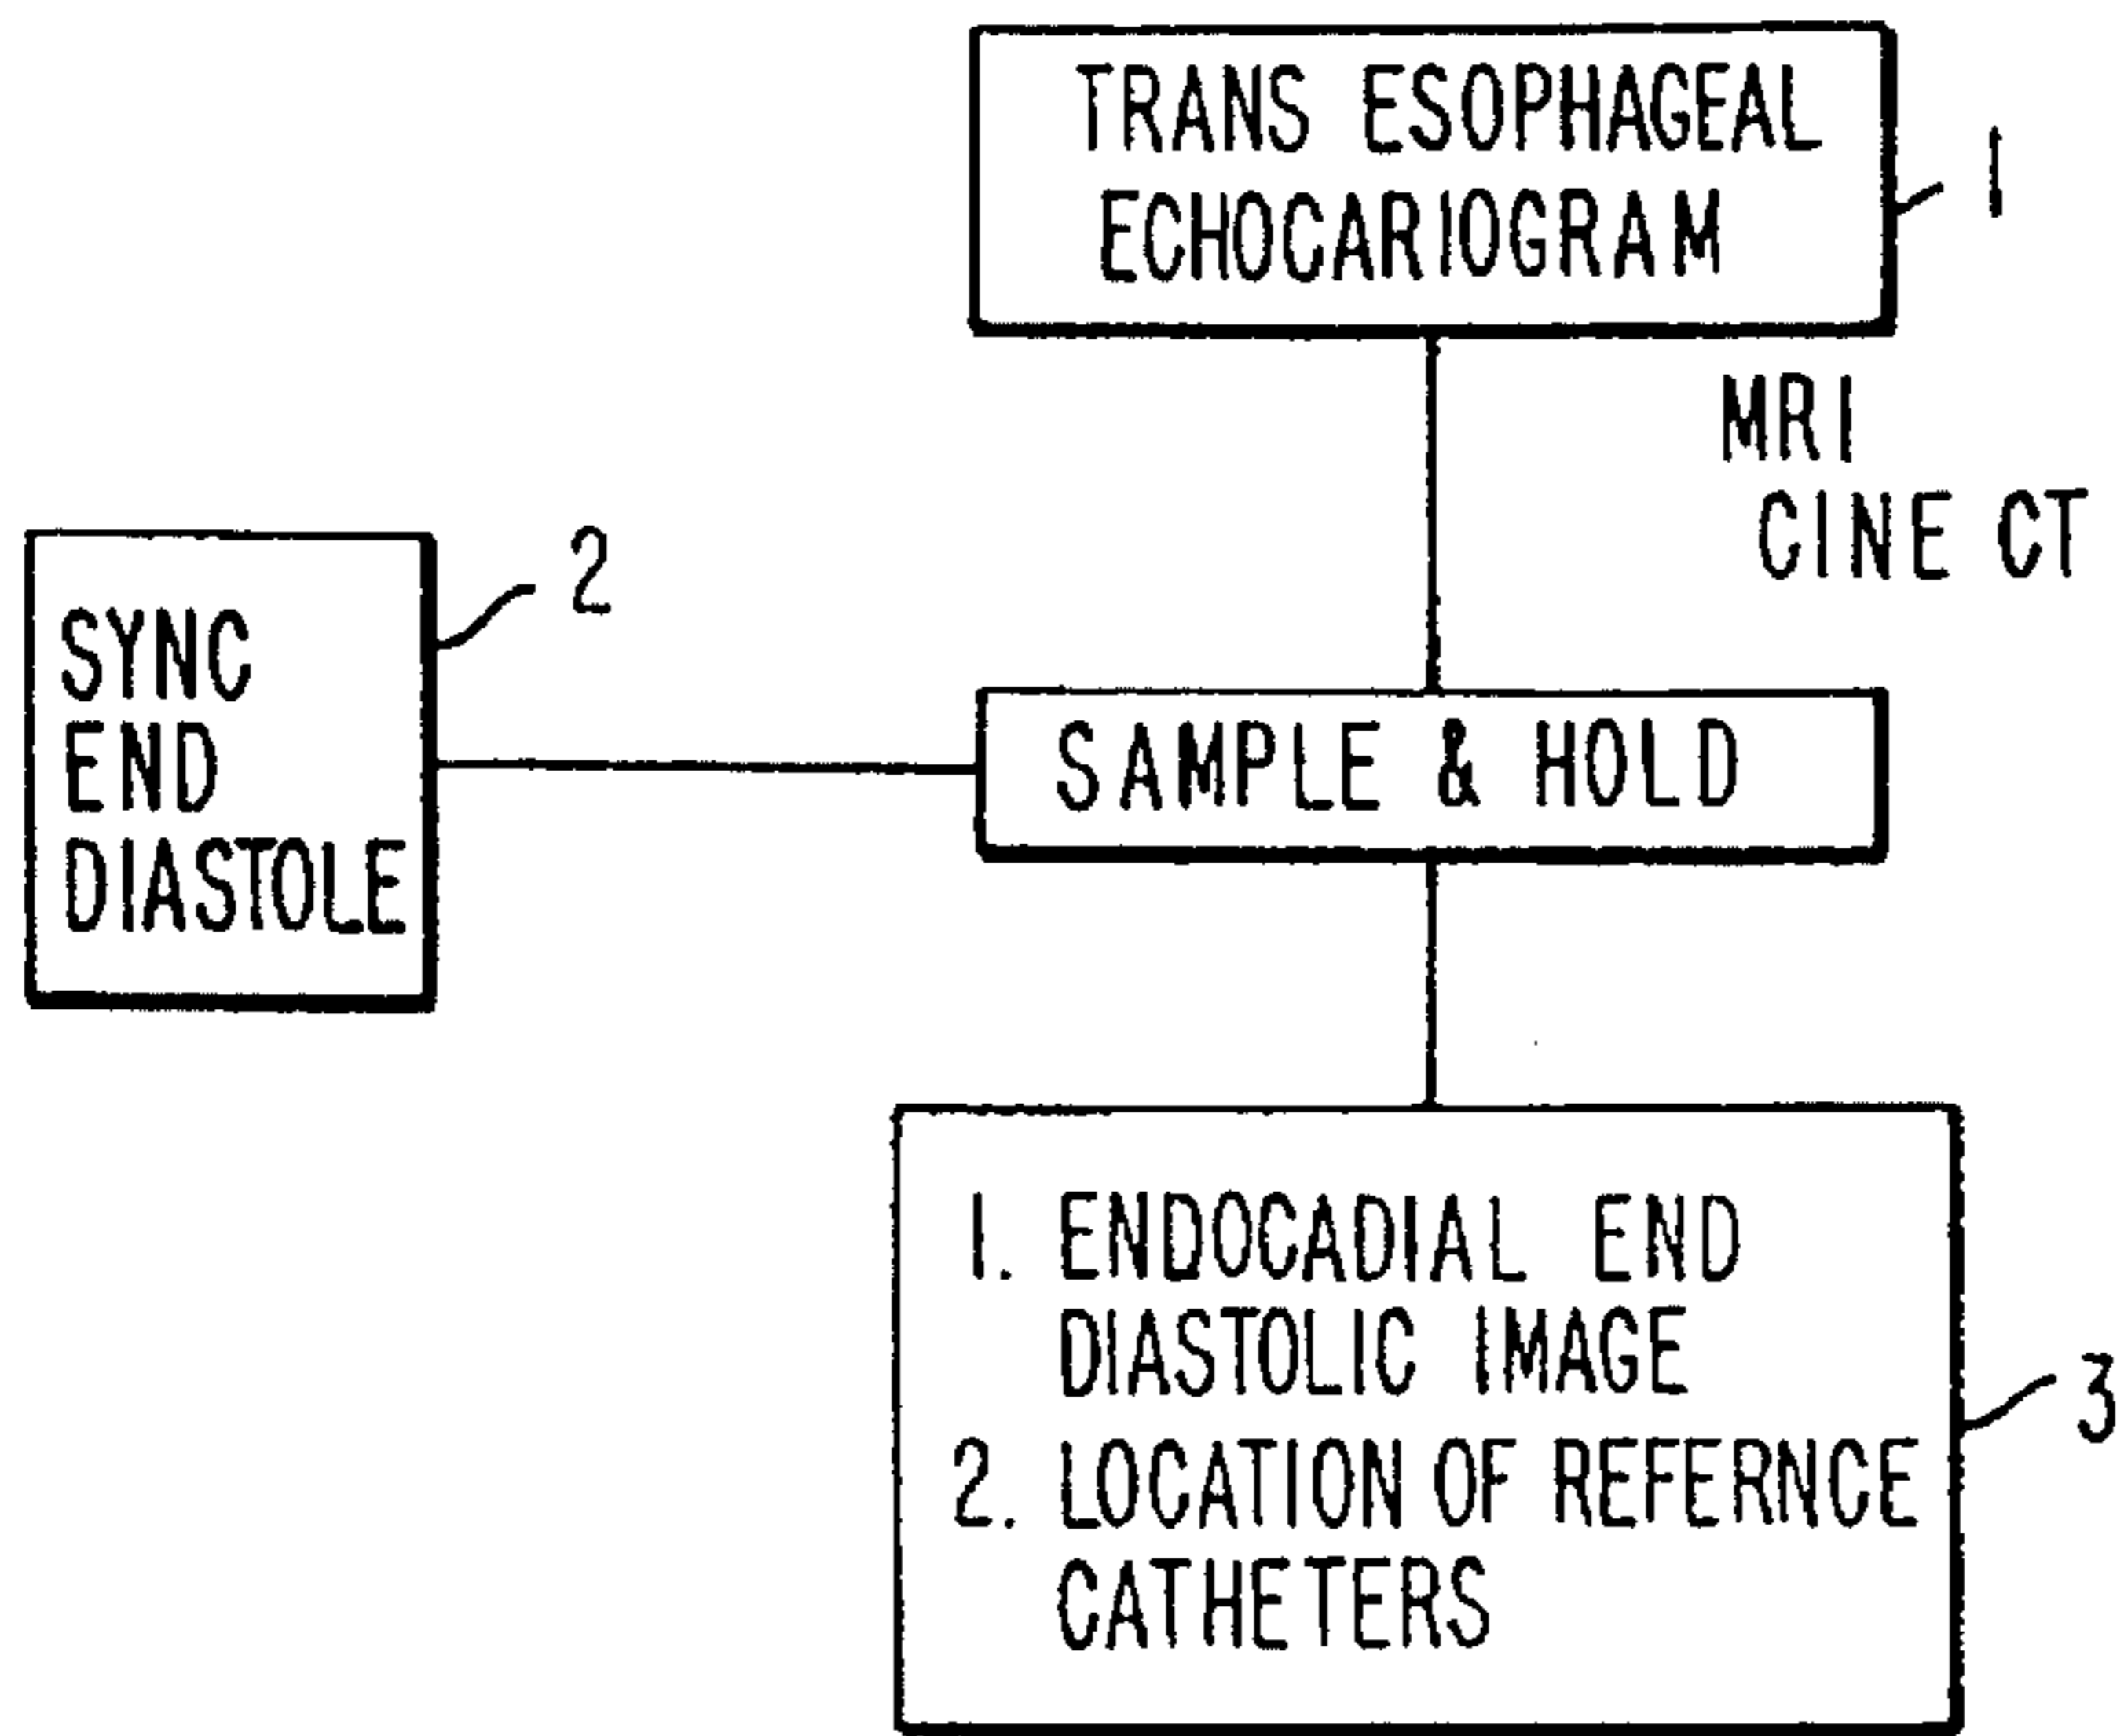 TRANS ESOPHAGEAL
ECHOCARIOGRAM
1
MRI
CINE CT
2
SYNC
END
DIASTOLE
SAMPLE & HOLD
1. ENDOCADIAL END
DIASTOLIC IMAGE
2. LOCATION OF REFERNCE
CATHETERS
3